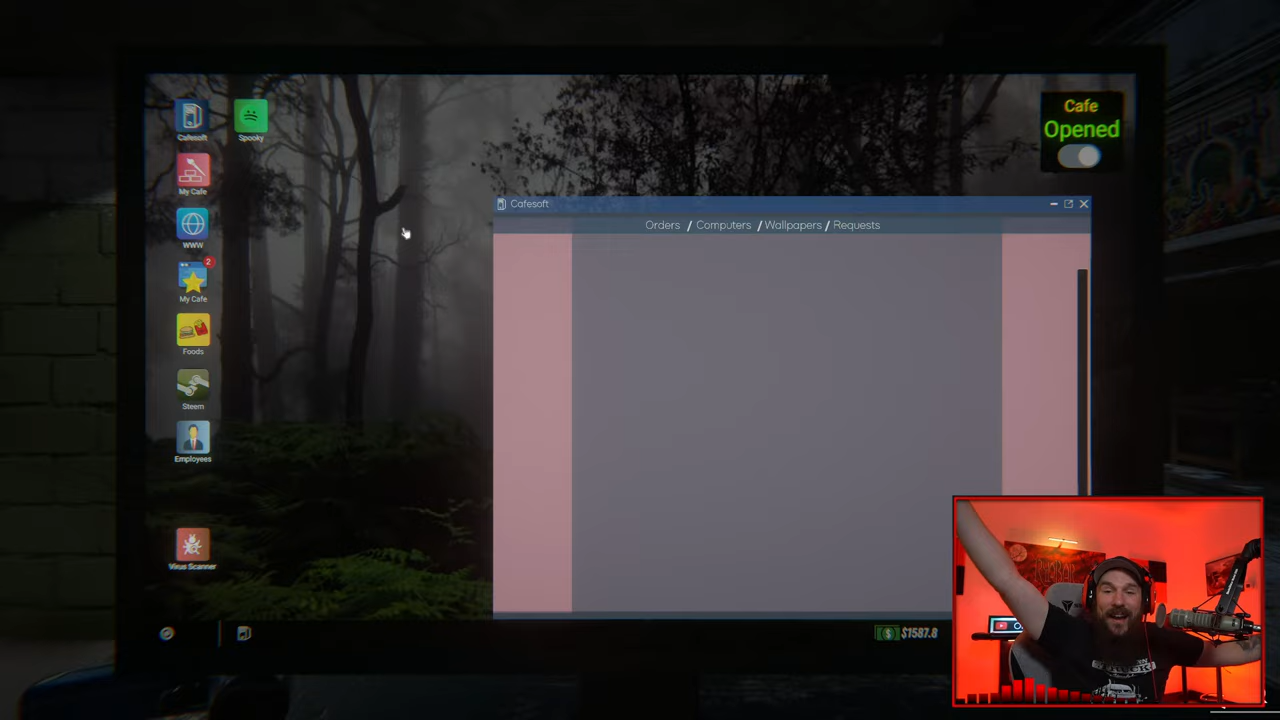 Cafesoft
Spooky
My Cafe
WWW
2
My Cafe
Foods
Steem
Employees
Virus Scanner
Cafe
Opened
Cafesoft
Orders / Computers / Wallpapers / Requests
$1587.8